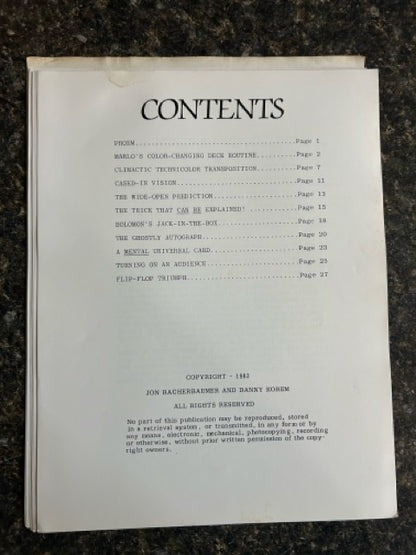 CONTENTS
PROEM........................................Page 1
MARLO'S COLOR-CHANGING DECK ROUTINE..........Page 2
CLIMACTIC TECHNICOLOR TRANSPOSITION..........Page 7
CASED-IN VISION..............................Page 11
THE WIDE-OPEN PREDICTION.....................Page 13
THE TRICK THAT CAN BE EXPLAINED! ............Page 15
SOLOMON'S JACK-IN-THE-BOX....................Page 18
THE GHOSTLY AUTOGRAPH........................Page 20
A MENTAL UNIVERSAL CARD......................Page 23
TURNING ON AN AUDIENCE.......................Page 25
FLIP-FLOP TRIUMPH............................Page 27
COPYRIGHT - 1982
JON RACHERBAUMER AND DANNY KOREM
ALL RIGHTS RESERVED
No part of this publication may be reproduced, stored
in a retrieval system, or transmitted, in any form or by
any means, electronic, mechanical, photocopying, recording
or otherwise, without prior written permission of the copy-
right owners.